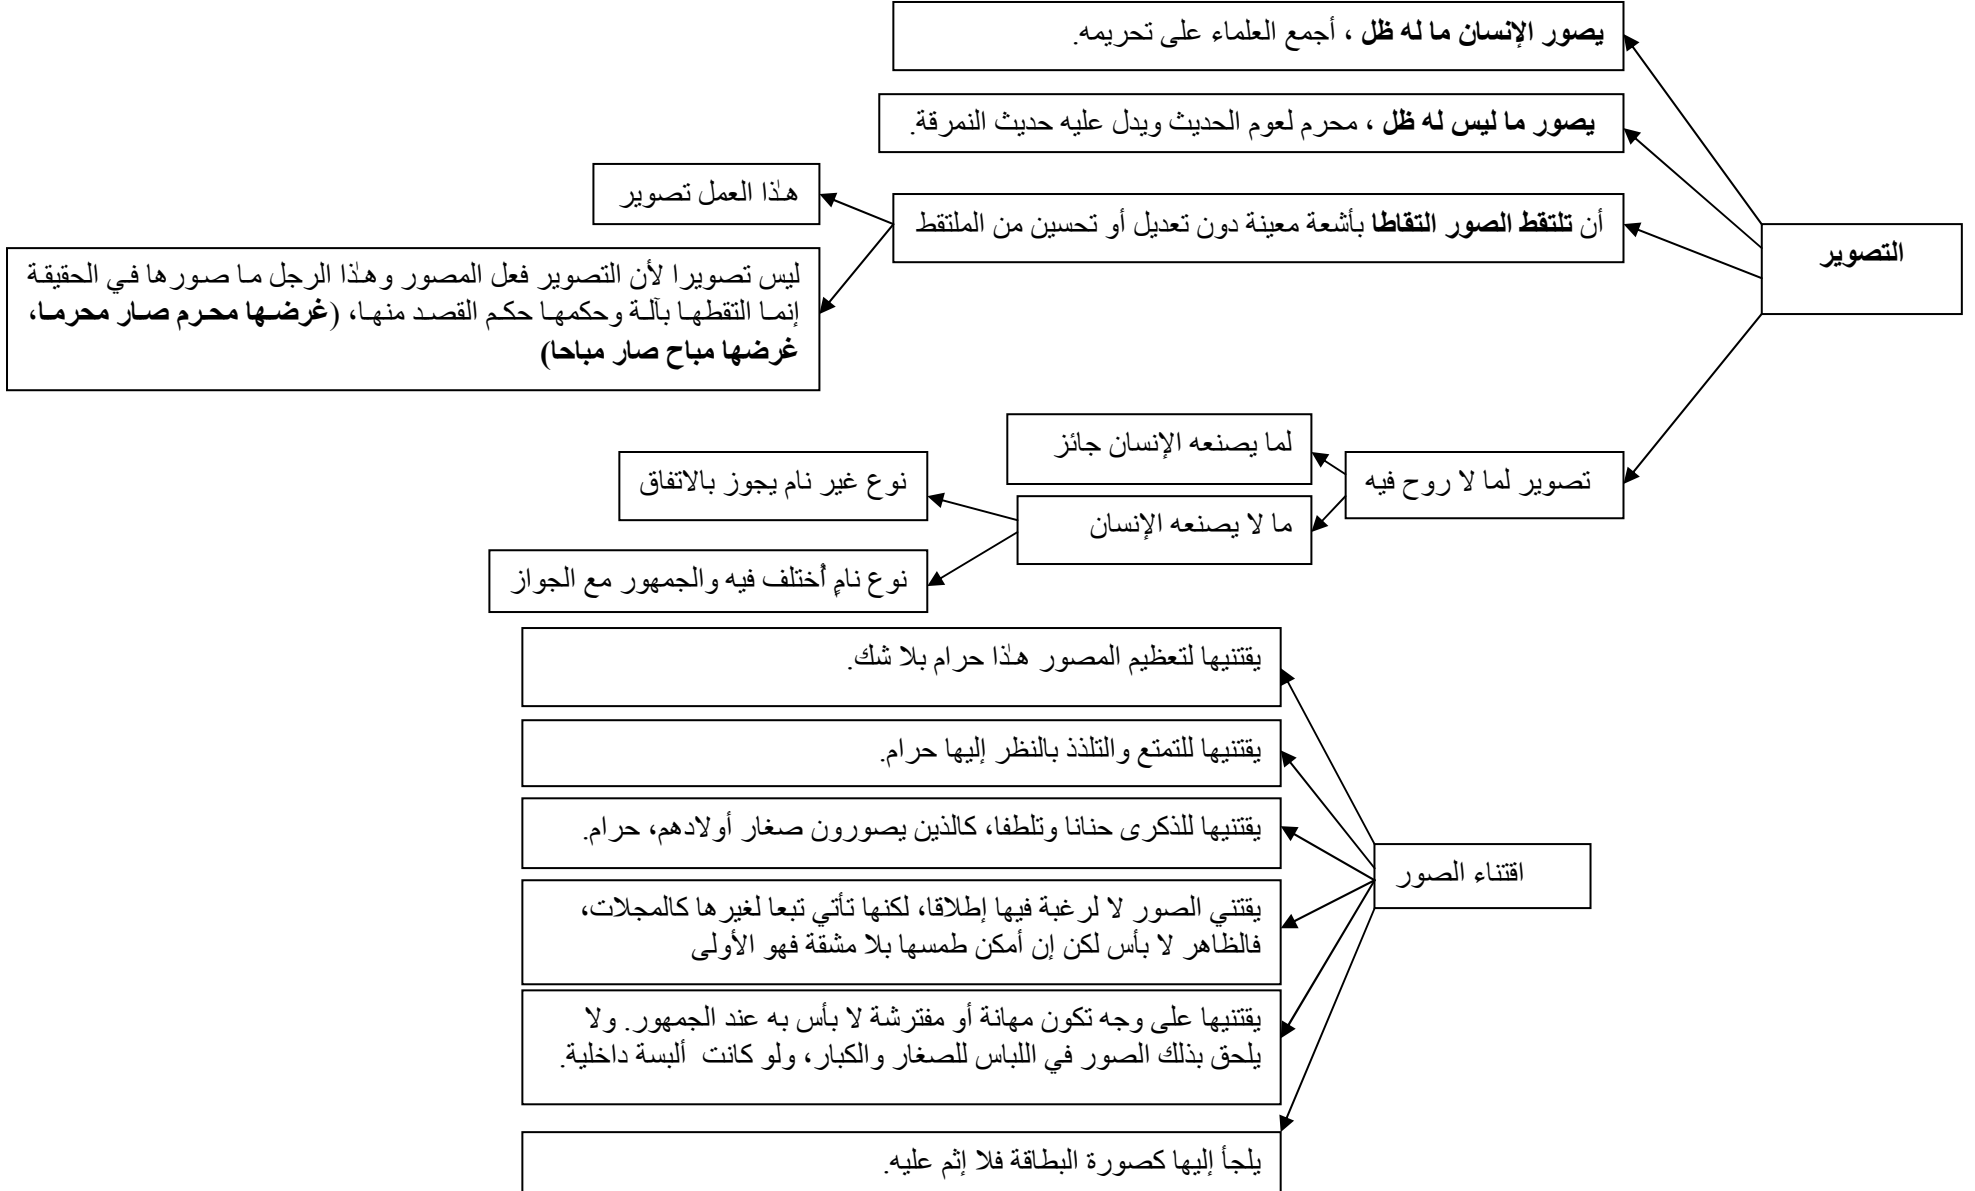 التصوير
يصور الإنسان ما له ظل ، أجمع العلماء على تحريمه.
يصور ما ليس له ظل ، محرم لعوم الحديث ويدل عليه حديث النمرقة.
أن تلتقط الصور التقاطا بأشعة معينة دون تعديل أو تحسين من الملتقط
هـٰذا العمل تصوير
ليس تصويرا لأن التصوير فعل المصور وهـٰذا الرجل ما صورها في الحقيقة
إنما التقطها بآلة وحكمها حكم القصد منها، (غرضها محرم صار محرما،
غرضها مباح صار مباحا)
تصوير لما لا روح فيه
لما يصنعه الإنسان جائز
ما لا يصنعه الإنسان
نوع غير نام يجوز بالاتفاق
نوع نامٍ أُختلف فيه والجمهور مع الجواز
اقتناء الصور
يقتنيها لتعظيم المصور هـٰذا حرام بلا شك.
يقتنيها للتمتع والتلذذ بالنظر إليها حرام.
يقتنيها للذكرى حنانا وتلطفا، كالذين يصورون صغار أولادهم، حرام.
يقتني الصور لا لرغبة فيها إطلاقا، لكنها تأتي تبعا لغيرها كالمجلات،
فالظاهر لا بأس لكن إن أمكن طمسها بلا مشقة فهو الأولى
يقتنيها على وجه تكون مهانة أو مفترشة لا بأس به عند الجمهور. ولا
يلحق بذلك الصور في اللباس للصغار والكبار، ولو كانت ألبسة داخلية.
يلجأ إليها كصورة البطاقة فلا إثم عليه.